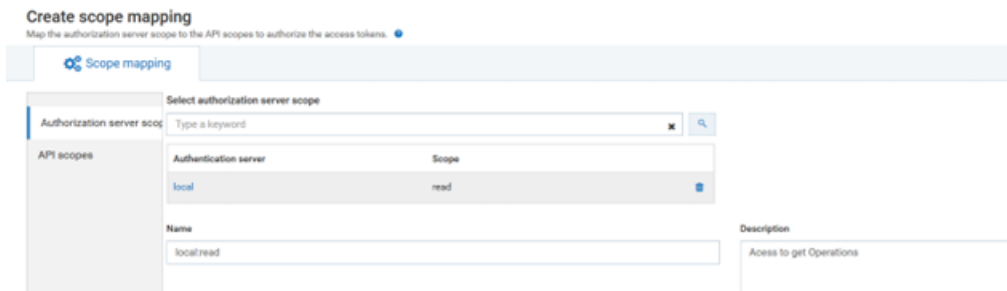 Create scope mapping
Map the authorization server scope to the API scopes to authorize the access tokens.
Scope mapping
Authorization server scop
API scopes
Select authorization server scope
Type a keyword
Authentication server Scope
local read
Name
local:read
Description
Acess to get Operations